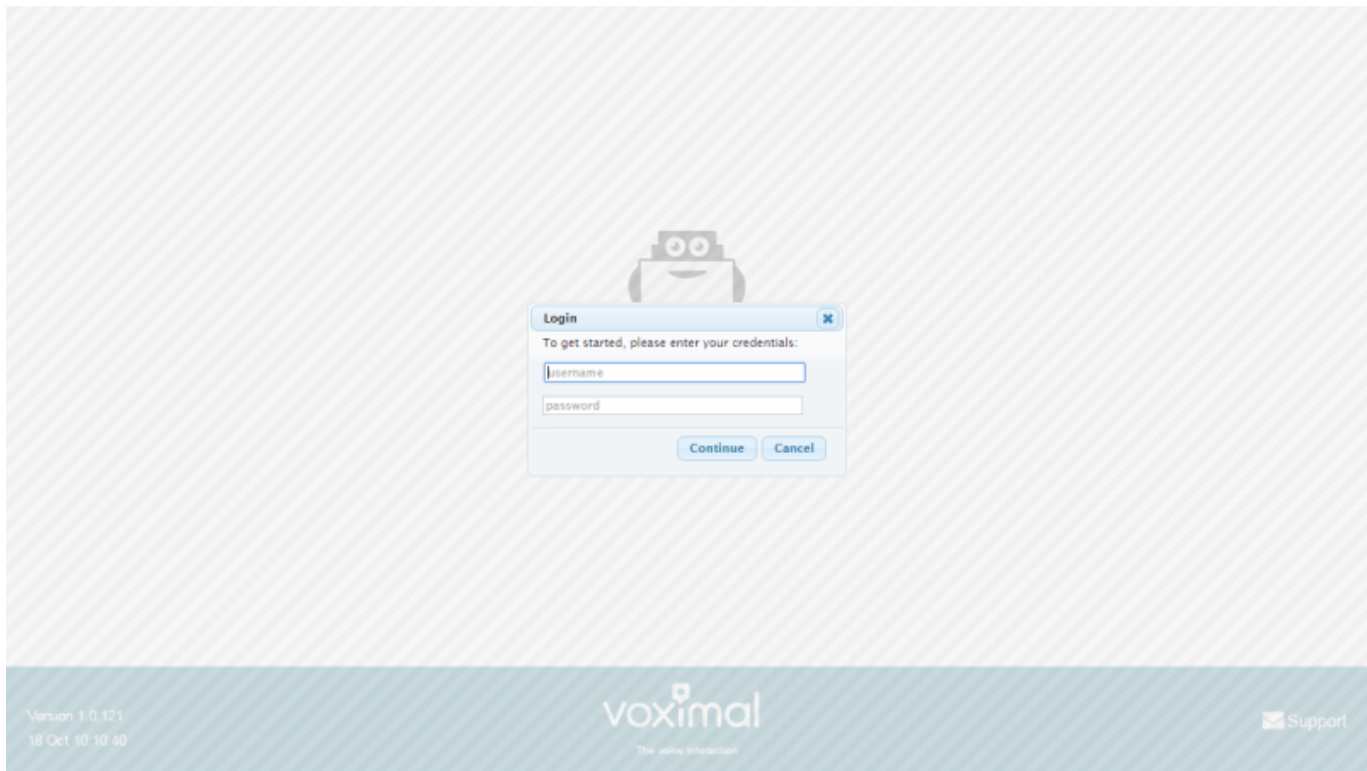 Login
To get started, please enter your credentials:
username
password
Continue Cancel
Version 1.0.121
18 Oct 10:10:40
voximal
The voice interaction
Support